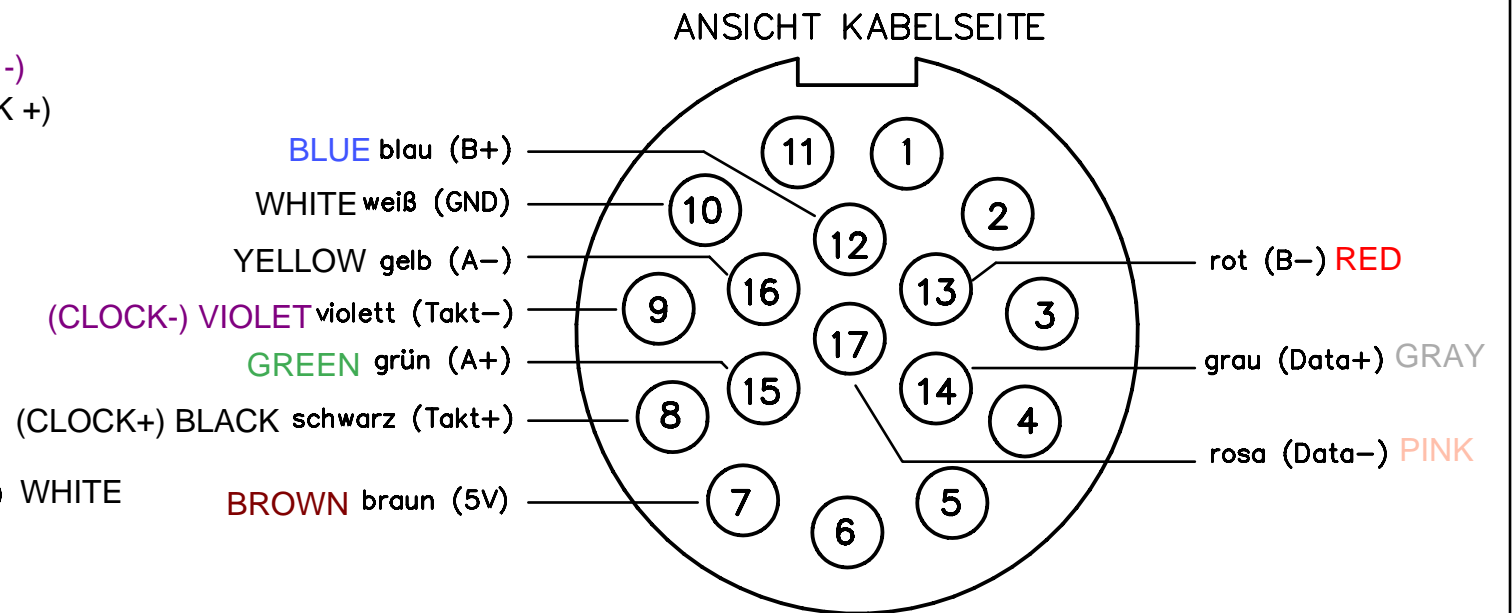 ANSICHT KABELSEITE
-)
K +)
BLUE blau (B+)
WHITE weiß (GND)
YELLOW gelb (A-)
(CLOCK-) VIOLET violett (Takt-)
GREEN grün (A+)
(CLOCK+) BLACK schwarz (Takt+)
) WHITE
BROWN braun (5V)
11
1
10
2
12
16
13
9
3
17
15
14
8
4
7
5
6
rot (B-) RED
grau (Data+) GRAY
rosa (Data-) PINK